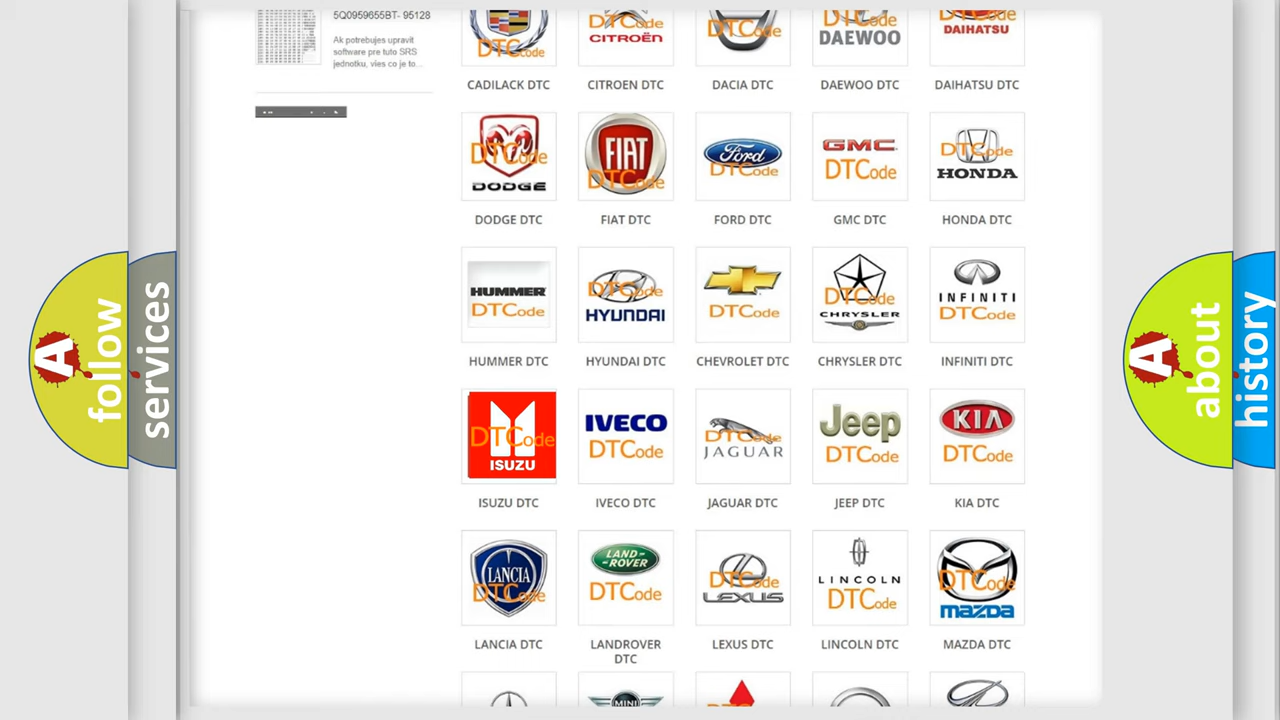 5Q0959655BT- 95128
Ak potrebujes upravit
software pre tuto SRS
jednotku, vies co je to...
DTCode
DTCode
CITROËN
DTCode
DAEWOO
DTCode
DAIHATSU
CADILACK DTC
CITROEN DTC
DACIA DTC
DAEWOO DTC
DAIHATSU DTC
DTCode
DODGE
FIAT
DTCode
Ford
DTCode
GMC
DTCode
DTCode
HONDA
DODGE DTC
FIAT DTC
FORD DTC
GMC DTC
HONDA DTC
HUMMER
DTCode
DTCode
HYUNDAI
DTCode
DTCode
CHRYSLER
INFINITI
DTCode
HUMMER DTC
HYUNDAI DTC
CHEVROLET DTC
CHRYSLER DTC
INFINITI DTC
DTCode
ISUZU
IVECO
DTCode
DTCode
JAGUAR
Jeep
DTCode
KIA
DTCode
ISUZU DTC
IVECO DTC
JAGUAR DTC
JEEP DTC
KIA DTC
LANCIA
DTCode
LAND-
ROVER
DTCode
DTCode
LEXUS
LINCOLN
DTCode
DTCode
mazda
LANCIA DTC
LANDROVER
DTC
LEXUS DTC
LINCOLN DTC
MAZDA DTC
MINI
A
follow
services
A
about
history